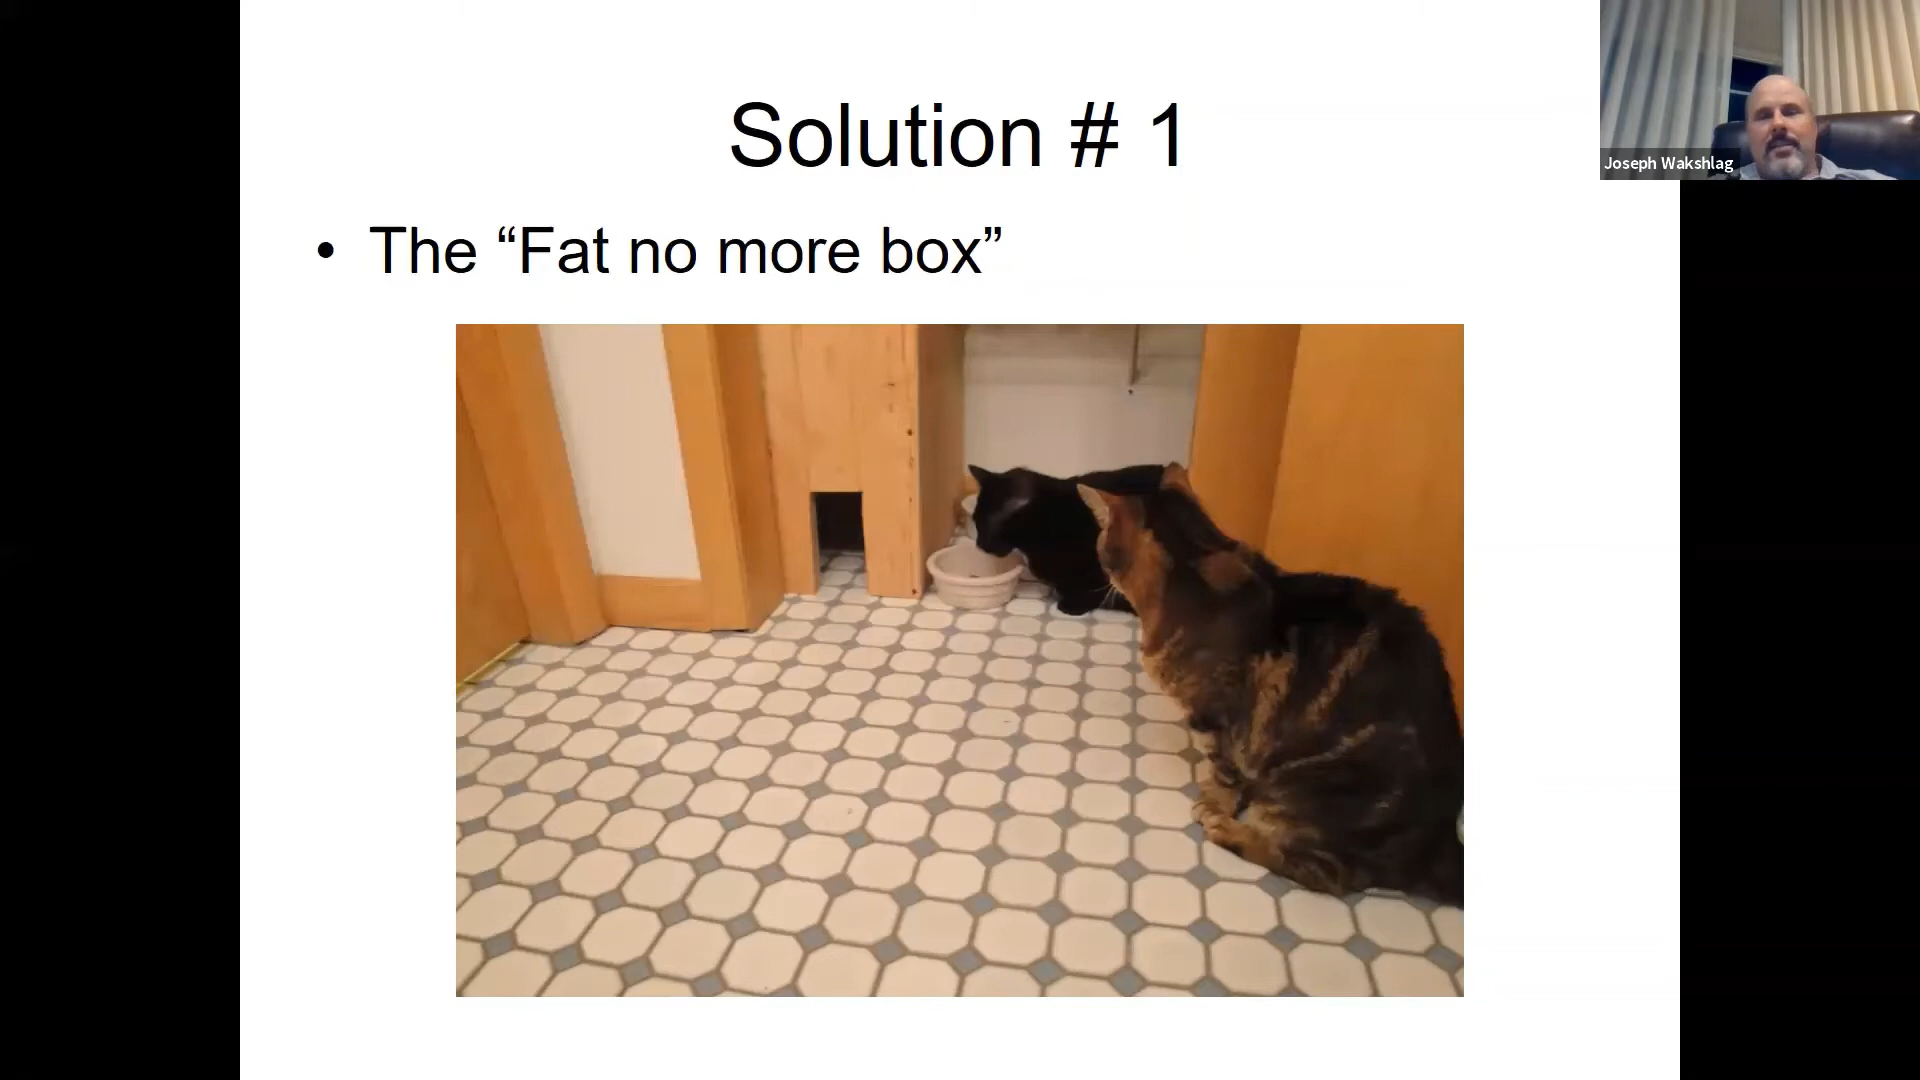 Solution # 1
• The “Fat no more box”
Joseph Wakshlag